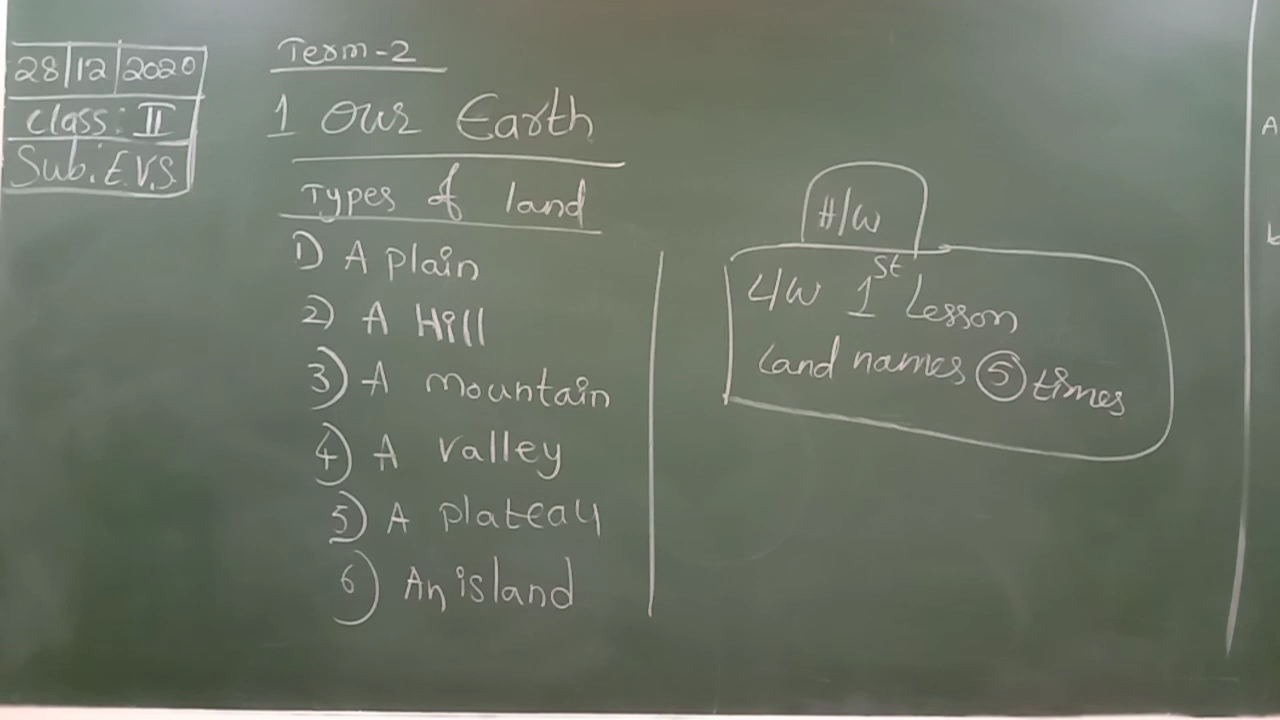 28/12/2020
Class: II
Sub: E.V.S.
Term-2
1 Our Earth
Types of land
1) A plain
2) A Hill
3) A mountain
4) A valley
5) A plateau
6) An island
H/W
L/W 1st Lesson
Land names 5 times
A